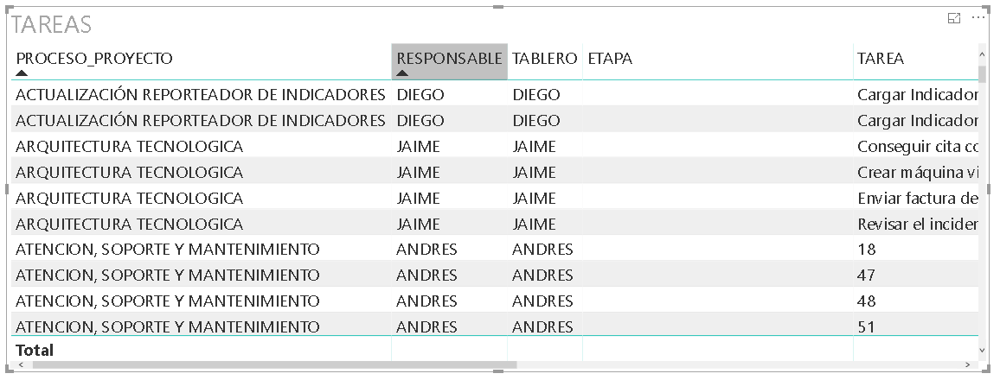 TAREAS
PROCESO_PROYECTO RESPONSABLE TABLERO ETAPA TAREA
ACTUALIZACIÓN REPORTEADOR DE INDICADORES DIEGO DIEGO Cargar Indicador
ACTUALIZACIÓN REPORTEADOR DE INDICADORES DIEGO DIEGO Cargar Indicador
ARQUITECTURA TECNOLOGICA JAIME JAIME Conseguir cita co
ARQUITECTURA TECNOLOGICA JAIME JAIME Crear máquina vi
ARQUITECTURA TECNOLOGICA JAIME JAIME Enviar factura de
ARQUITECTURA TECNOLOGICA JAIME JAIME Revisar el inciden
ATENCION, SOPORTE Y MANTENIMIENTO ANDRES ANDRES 18
ATENCION, SOPORTE Y MANTENIMIENTO ANDRES ANDRES 47
ATENCION, SOPORTE Y MANTENIMIENTO ANDRES ANDRES 48
ATENCION, SOPORTE Y MANTENIMIENTO ANDRES ANDRES 51
Total